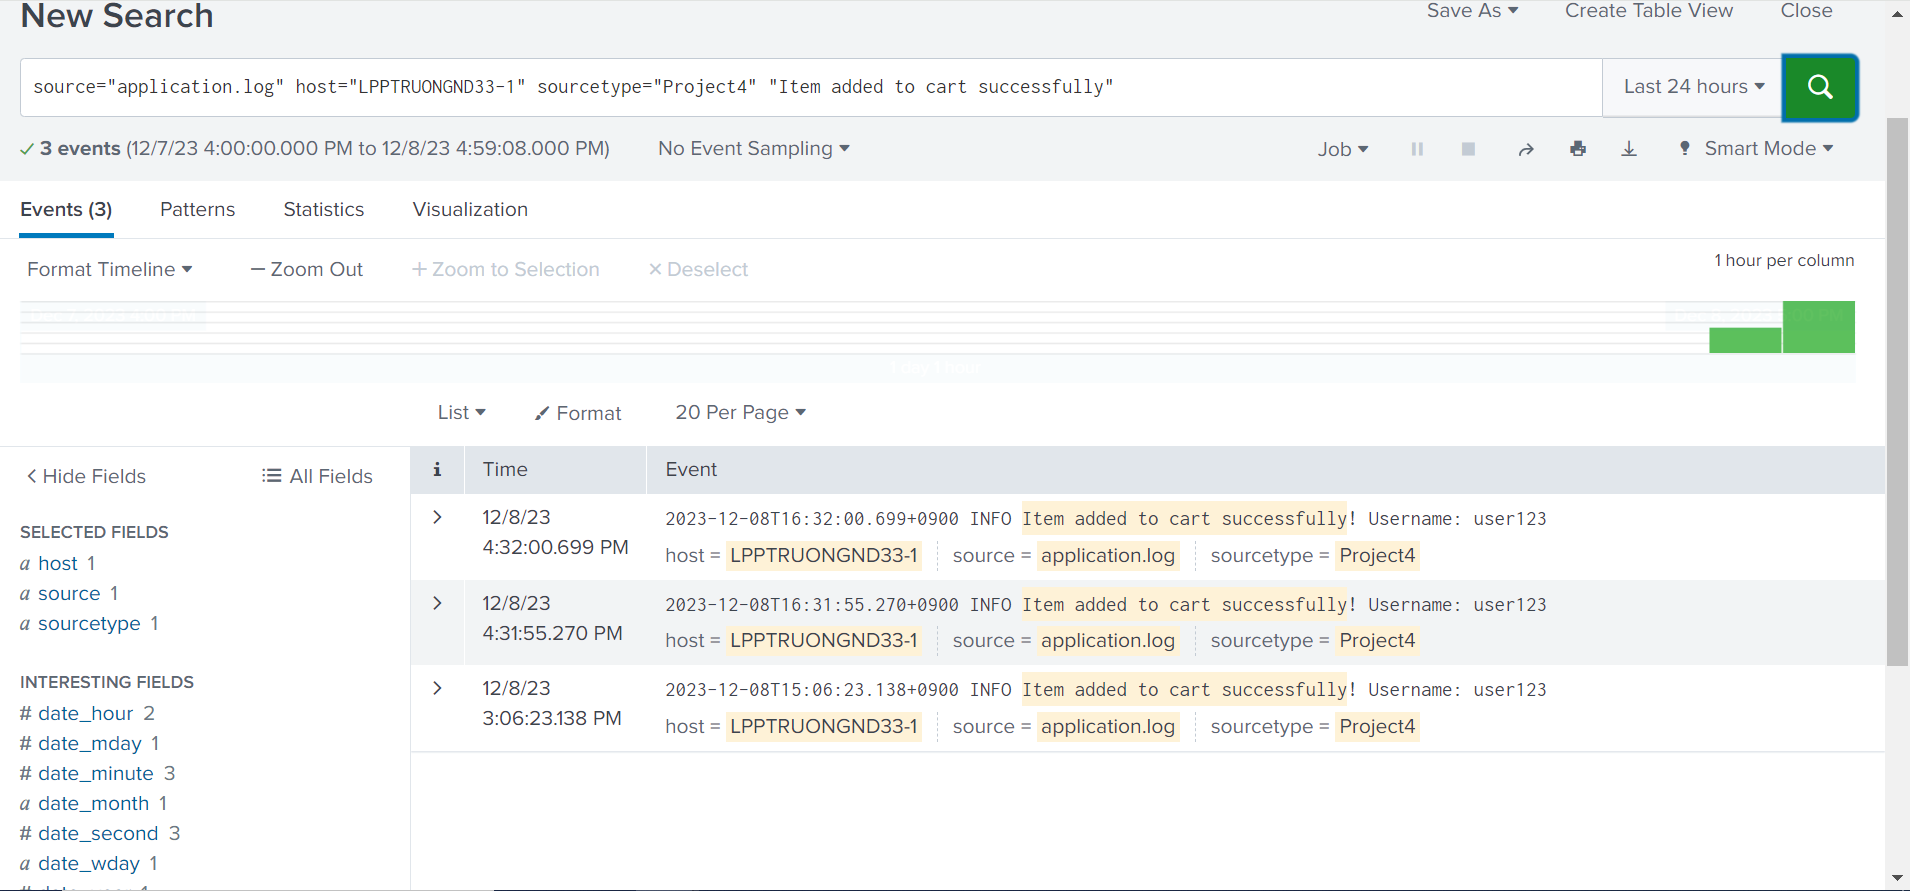 New Search
Save As Create Table View Close
source="application.log" host="LPPTRUONGND33-1" sourcetype="Project4" "Item added to cart successfully"
Last 24 hours
3 events (12/7/23 4:00:00.000 PM to 12/8/23 4:59:08.000 PM)
No Event Sampling
Job
Smart Mode
Events (3) Patterns Statistics Visualization
Format Timeline
— Zoom Out
+ Zoom to Selection
× Deselect
1 hour per column
1 day 1 hour
List
Format
20 Per Page
< Hide Fields
All Fields
SELECTED FIELDS
a host 1
a source 1
a sourcetype 1
INTERESTING FIELDS
# date_hour 2
# date_mday 1
# date_minute 3
a date_month 1
# date_second 3
a date_wday 1
i Time Event
12/8/23
4:32:00.699 PM
2023-12-08T16:32:00.699+0900 INFO Item added to cart successfully! Username: user123
host = LPPTRUONGND33-1 source = application.log sourcetype = Project4
12/8/23
4:31:55.270 PM
2023-12-08T16:31:55.270+0900 INFO Item added to cart successfully! Username: user123
host = LPPTRUONGND33-1 source = application.log sourcetype = Project4
12/8/23
3:06:23.138 PM
2023-12-08T15:06:23.138+0900 INFO Item added to cart successfully! Username: user123
host = LPPTRUONGND33-1 source = application.log sourcetype = Project4